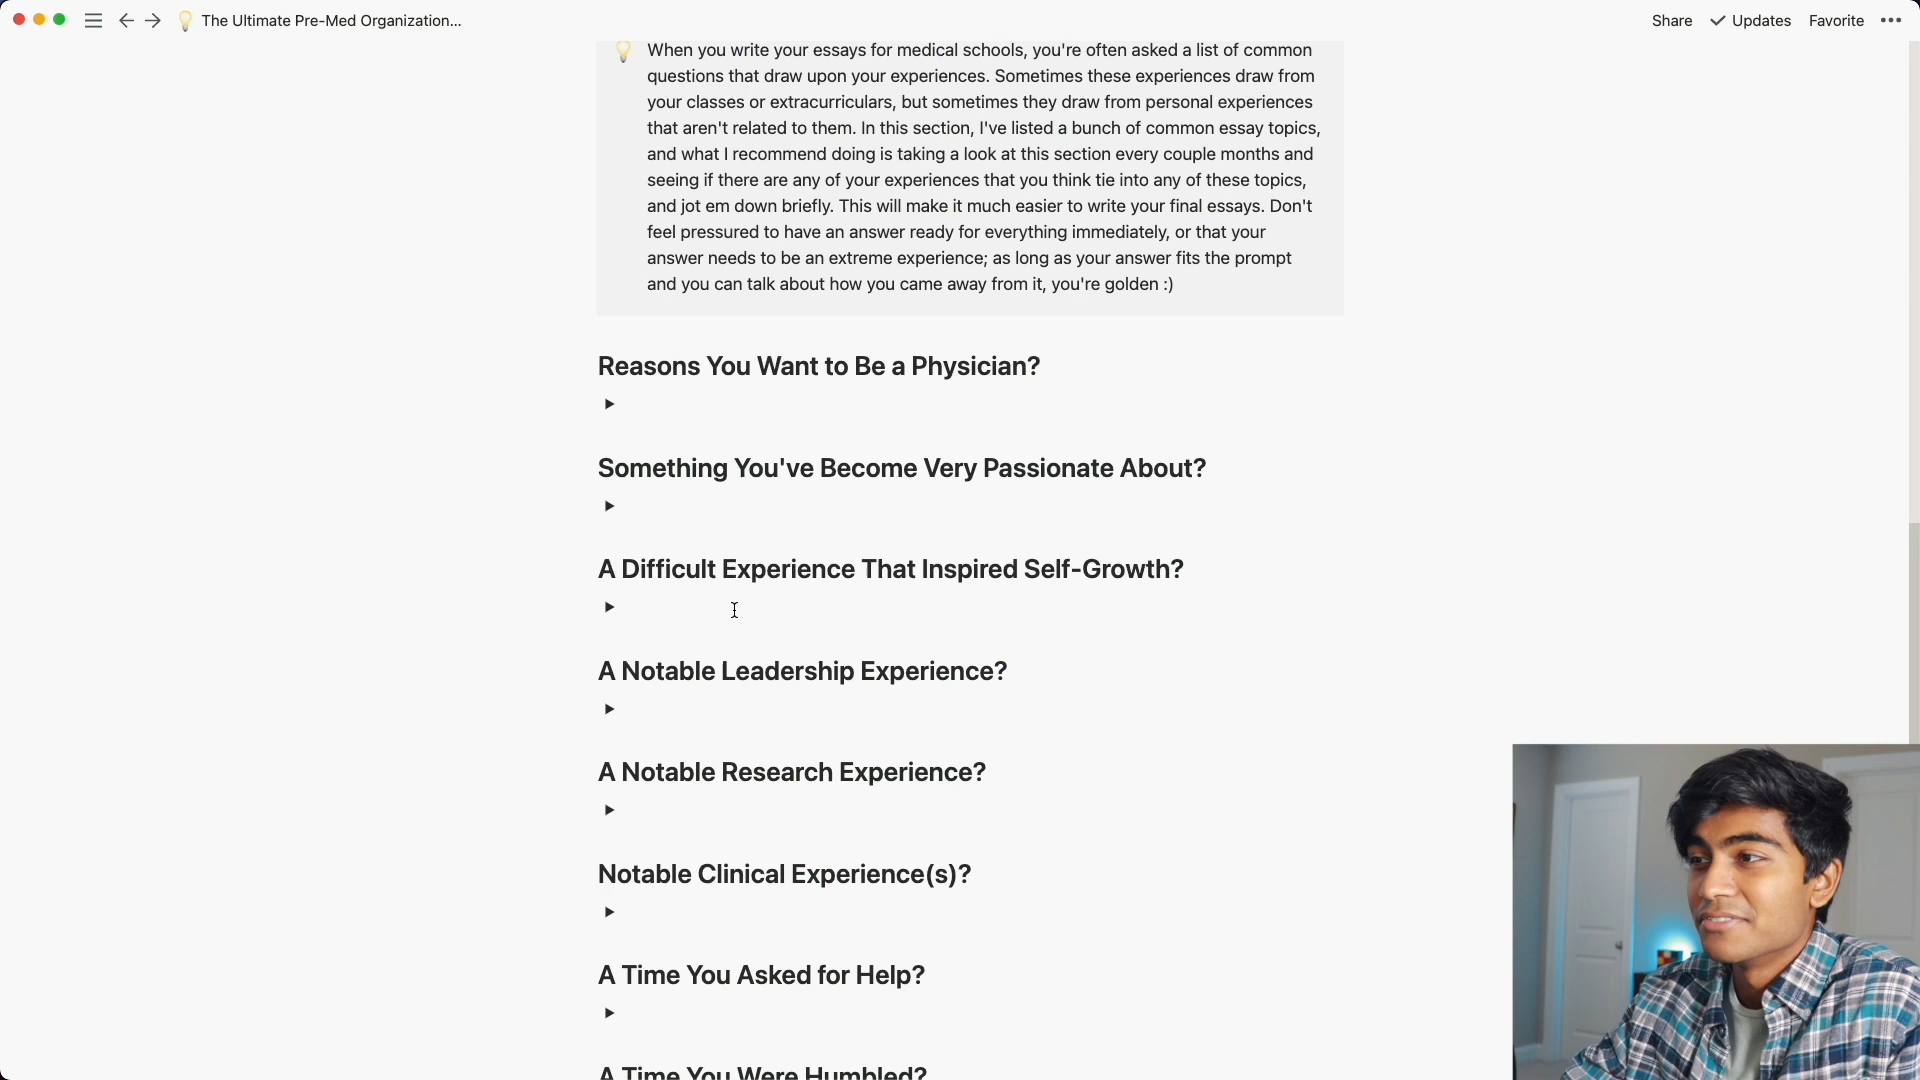 The Ultimate Pre-Med Organization...
Share
Updates
Favorite
When you write your essays for medical schools, you're often asked a list of common
questions that draw upon your experiences. Sometimes these experiences draw from
your classes or extracurriculars, but sometimes they draw from personal experiences
that aren't related to them. In this section, I've listed a bunch of common essay topics,
and what I recommend doing is taking a look at this section every couple months and
seeing if there are any of your experiences that you think tie into any of these topics,
and jot em down briefly. This will make it much easier to write your final essays. Don't
feel pressured to have an answer ready for everything immediately, or that your
answer needs to be an extreme experience; as long as your answer fits the prompt
and you can talk about how you came away from it, you're golden :)
Reasons You Want to Be a Physician?
Something You've Become Very Passionate About?
A Difficult Experience That Inspired Self-Growth?
A Notable Leadership Experience?
A Notable Research Experience?
Notable Clinical Experience(s)?
A Time You Asked for Help?
A Time You Were Humbled?